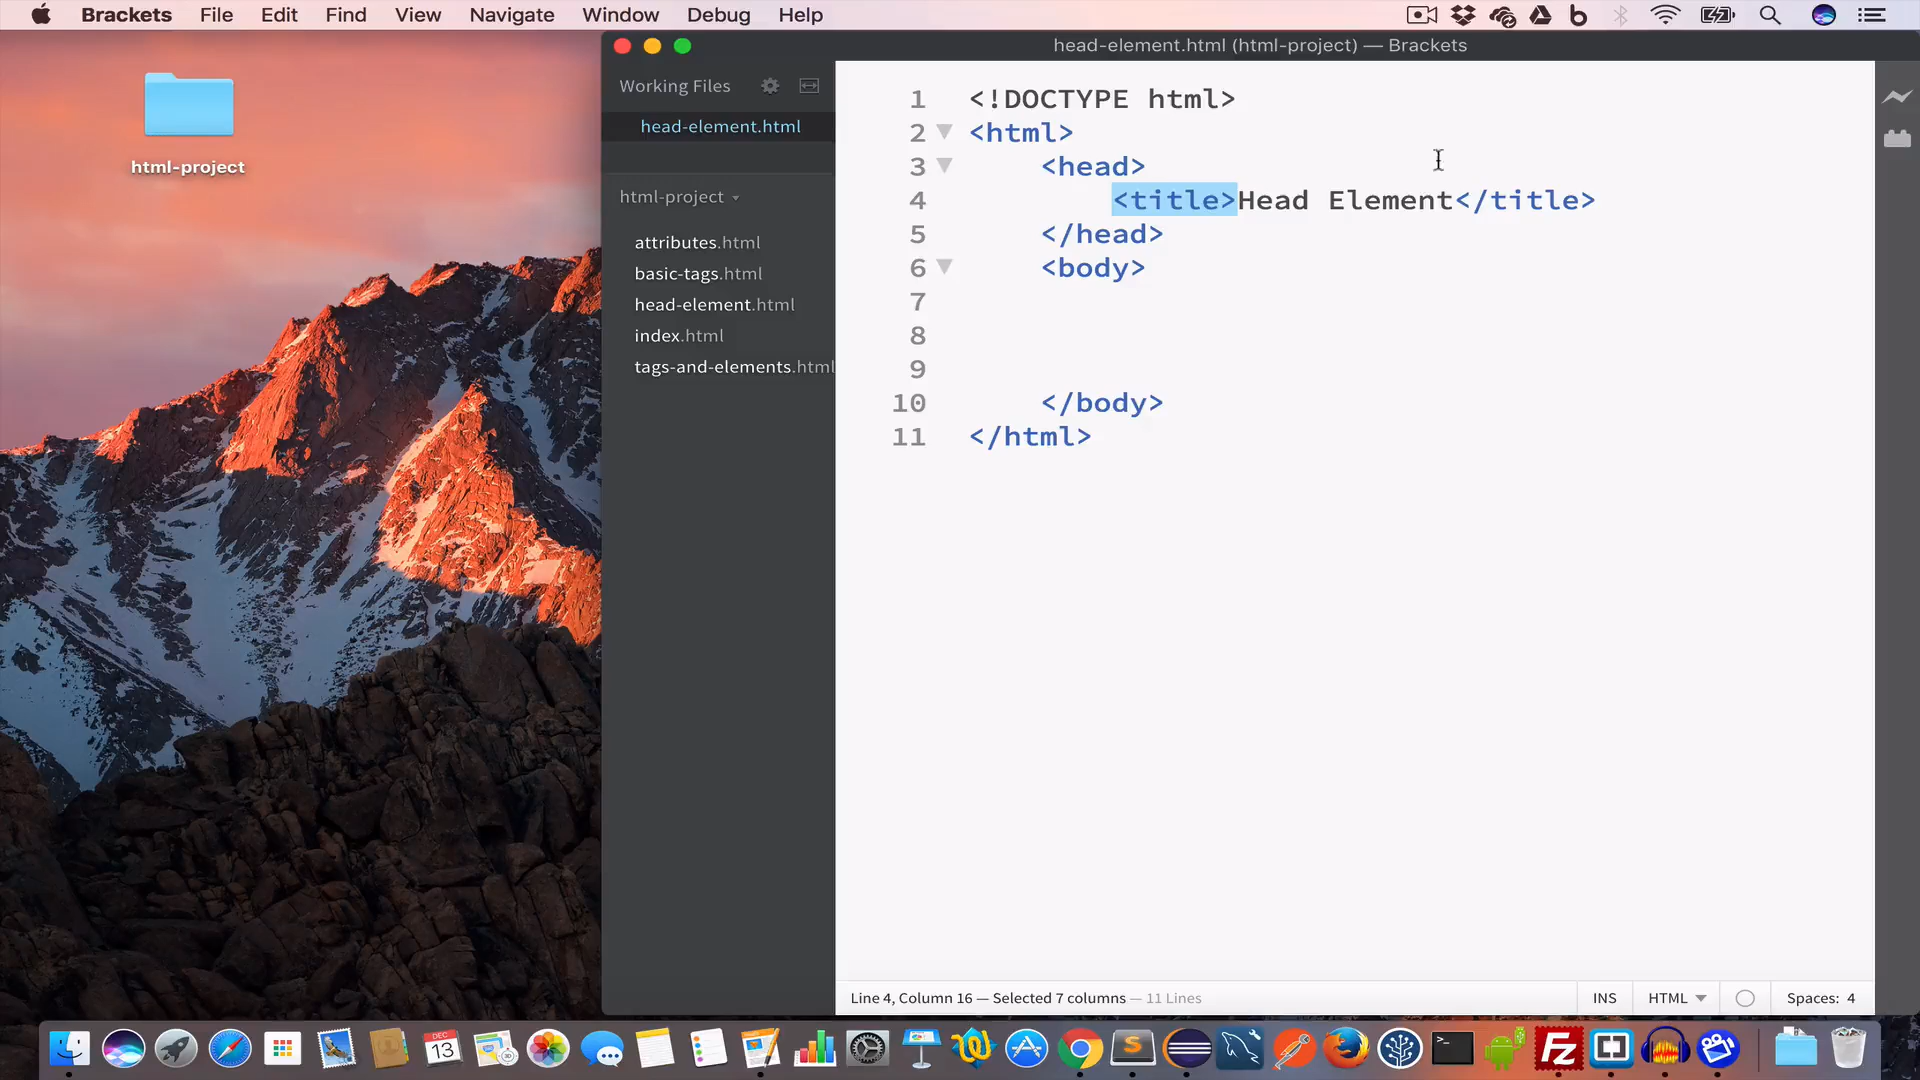 Brackets File Edit Find View Navigate Window Debug Help
head-element.html (html-project) — Brackets
html-project
Working Files
head-element.html
html-project
attributes.html
basic-tags.html
head-element.html
index.html
tags-and-elements.html
1 <!DOCTYPE html>
2 <html>
3 <head>
4 <title>Head Element</title>
5 </head>
6 <body>
7
8
9
10 </body>
11 </html>
Line 4, Column 16 — Selected 7 columns — 11 Lines
INS HTML Spaces: 4
DEC
13
S
>_
Fz